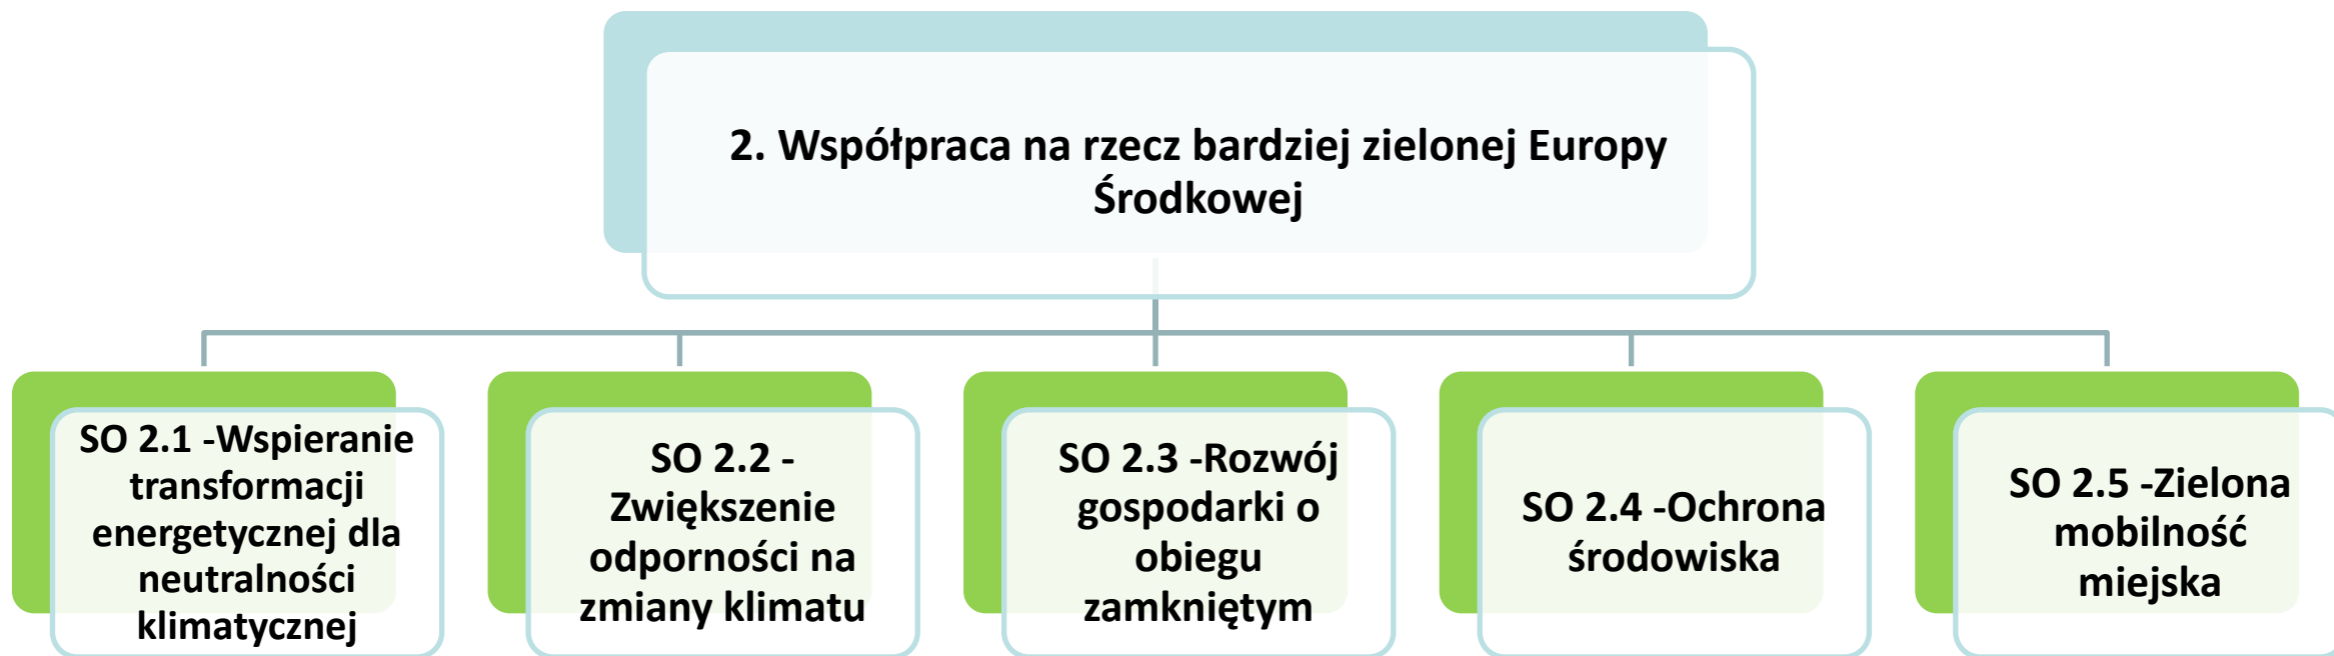 2. Współpraca na rzecz bardziej zielonej Europy
Środkowej
SO 2.1 -Wspieranie
transformacji
energetycznej dla
neutralności
klimatycznej
SO 2.2 -
Zwiększenie
odporności na
zmiany klimatu
SO 2.3 -Rozwój
gospodarki o
obiegu
zamkniętym
SO 2.4 -Ochrona
środowiska
SO 2.5 -Zielona
mobilność
miejska